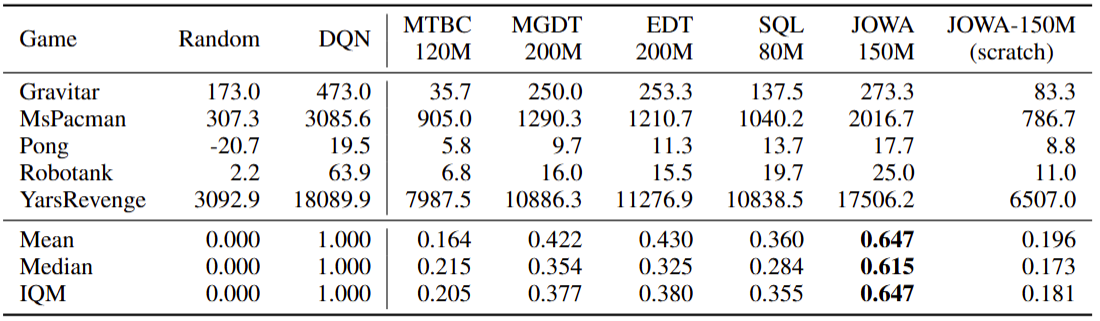 Game Random DQN MTBC 120M MGDT 200M EDT 200M SQL 80M JOWA 150M JOWA-150M (scratch)
Gravitar 173.0 473.0 35.7 250.0 253.3 137.5 273.3 83.3
MsPacman 307.3 3085.6 905.0 1290.3 1210.7 1040.2 2016.7 786.7
Pong -20.7 19.5 5.8 9.7 11.3 13.7 17.7 8.8
Robotank 2.2 63.9 6.8 16.0 15.5 19.7 25.0 11.0
YarsRevenge 3092.9 18089.9 7987.5 10886.3 11276.9 10838.5 17506.2 6507.0
Mean 0.000 1.000 0.164 0.422 0.430 0.360 0.647 0.196
Median 0.000 1.000 0.215 0.354 0.325 0.284 0.615 0.173
IQM 0.000 1.000 0.205 0.377 0.380 0.355 0.647 0.181